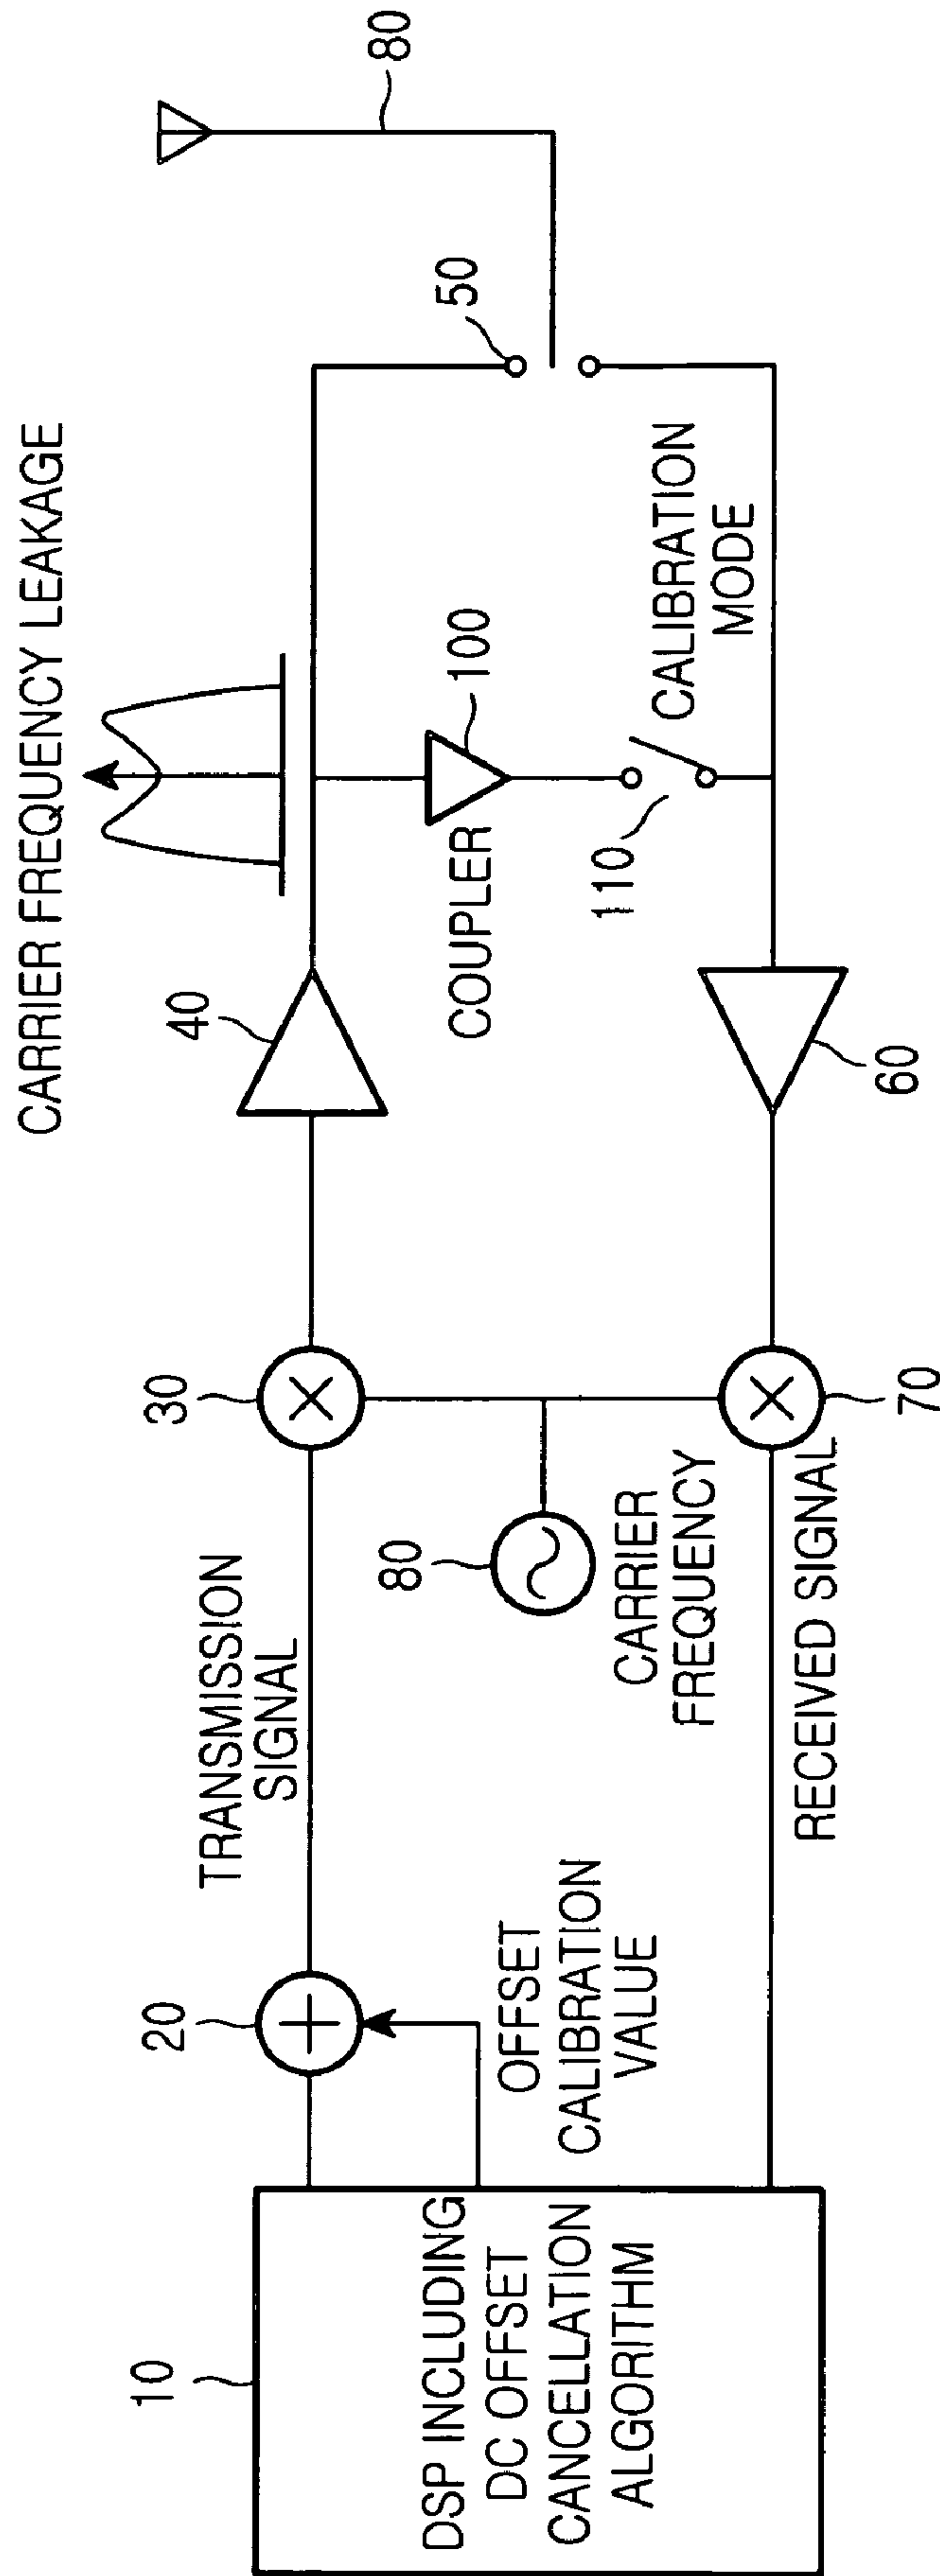 CARRIER FREQUENCY LEAKAGE
10
DSP INCLUDING
DC OFFSET
CANCELLATION
ALGORITHM
20
OFFSET
CALIBRATION
VALUE
TRANSMISSION
SIGNAL
30
80
CARRIER
FREQUENCY
RECEIVED SIGNAL
70
40
COUPLER
100
110
CALIBRATION
MODE
60
50
80